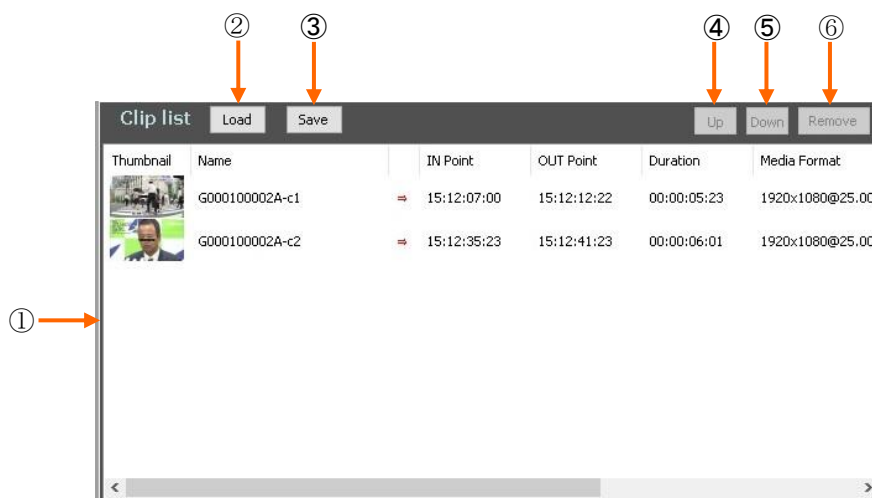 ② ③ ④ ⑤ ⑥
Clip list Load Save Up Down Remove
Thumbnail Name IN Point OUT Point Duration Media Format
G000100002A-c1 ⇒ 15:12:07:00 15:12:12:22 00:00:05:23 1920x1080@25.00
G000100002A-c2 ⇒ 15:12:35:23 15:12:41:23 00:00:06:01 1920x1080@25.00
①